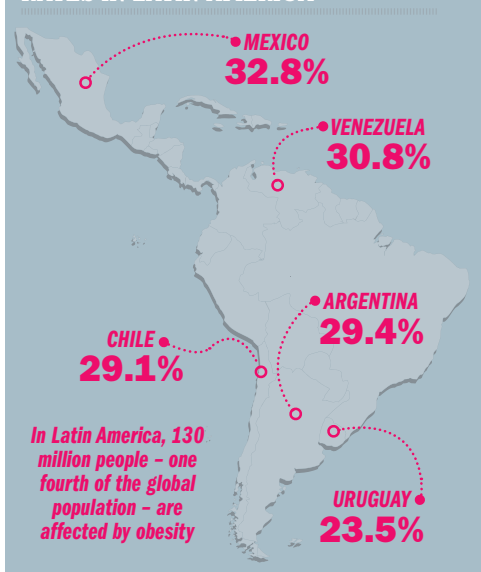 MEXICO
32.8%
VENEZUELA
30.8%
ARGENTINA
29.4%
CHILE
29.1%
In Latin America, 130
million people – one
fourth of the global
population – are
affected by obesity
URUGUAY
23.5%